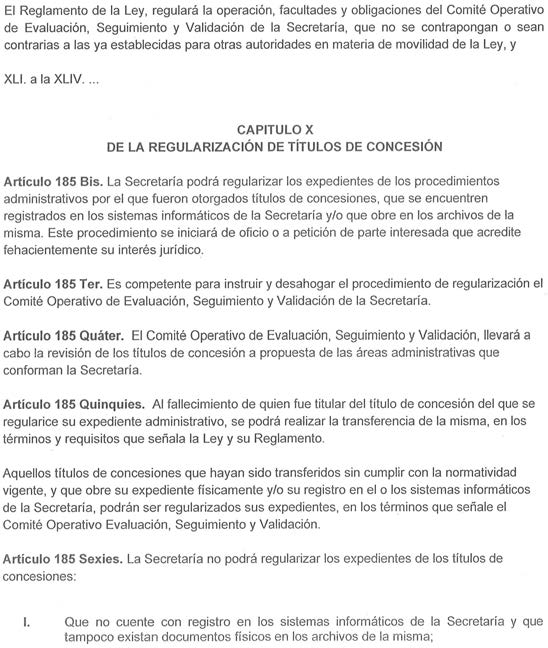 El Reglamento de la Ley, regulará la operación, facultades y obligaciones del Comité Operativo
de Evaluación, Seguimiento y Validación de la Secretaría, que no se contrapongan o sean
contrarias a las ya establecidas para otras autoridades en materia de movilidad de la Ley, y
XLI. a la XLIV. ...
CAPITULO X
DE LA REGULARIZACIÓN DE TÍTULOS DE CONCESIÓN
Artículo 185 Bis. La Secretaría podrá regularizar los expedientes de los procedimientos
administrativos por el que fueron otorgados títulos de concesiones, que se encuentren
registrados en los sistemas informáticos de la Secretaría y/o que obre en los archivos de la
misma. Este procedimiento se iniciará de oficio o a petición de parte interesada que acredite
fehacientemente su interés jurídico.
Artículo 185 Ter. Es competente para instruir y desahogar el procedimiento de regularización el
Comité Operativo de Evaluación, Seguimiento y Validación de la Secretaría.
Artículo 185 Quáter. El Comité Operativo de Evaluación, Seguimiento y Validación, llevará a
cabo la revisión de los títulos de concesión a propuesta de las áreas administrativas que
conforman la Secretaría.
Artículo 185 Quinquies. Al fallecimiento de quien fue titular del título de concesión del que se
regularice su expediente administrativo, se podrá realizar la transferencia de la misma, en los
términos y requisitos que señala la Ley y su Reglamento.
Aquellos títulos de concesiones que hayan sido transferidos sin cumplir con la normatividad
vigente, y que obre su expediente físicamente y/o su registro en el o los sistemas informáticos
de la Secretaría, podrán ser regularizados sus expedientes, en los términos que señale el
Comité Operativo Evaluación, Seguimiento y Validación.
Artículo 185 Sexies. La Secretaría no podrá regularizar los expedientes de los títulos de
concesiones:
I. Que no cuente con registro en los sistemas informáticos de la Secretaría y que
tampoco existan documentos físicos en los archivos de la misma;